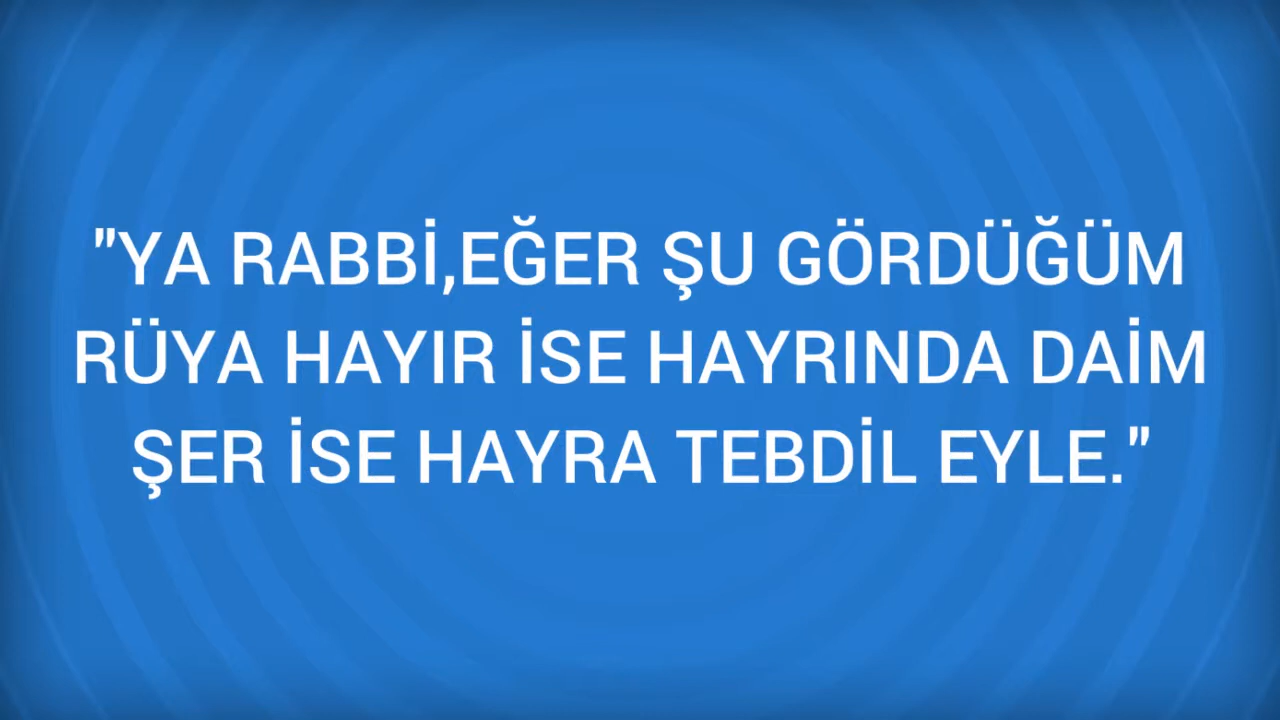 "YA RABBİ,EĞER ŞU GÖRDÜĞÜM
RÜYA HAYIR İSE HAYRINDA DAİM
ŞER İSE HAYRA TEBDİL EYLE."